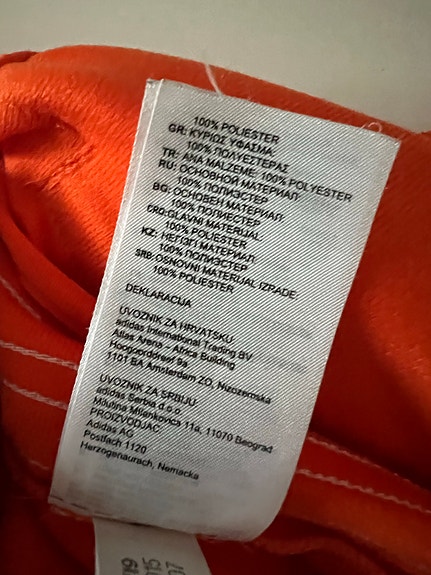 100% POLIESTER
GR: ΚΥΡΙΩΣ ΥΦΑΣΜΑ:
100% ΠΟΛΥΕΣΤΕΡΑΣ
TR: ANA MALZEME: 100% POLYESTER
RU: ОСНОВНОЙ МАТЕРИАЛ:
100% ПОЛИЭСТЕР
BG: ОСНОВЕН МАТЕРИАЛ:
100% ПОЛИЕСТЕР
CRO:GLAVNI MATERIJAL:
100% POLIESTER
KZ: НЕГІЗГІ МАТЕРИАЛ:
100% ПОЛИЭСТЕР
SRB:OSNOVNI MATERIJAL IZRADE:
100% POLIESTER
DEKLARACIJA
UVOZNIK ZA HRVATSKU:
adidas International Trading BV
Atlas Arena - Africa Building
Hoogoorddreef 9a
1101 BA Amsterdam ZO, Nizozemska
UVOZNIK ZA SRBIJU:
adidas Serbia d.o.o.
Milutina Milankovica 11a, 11070 Beograd
PROIZVODJAC:
Adidas AG
Postfach 1120
Herzogenaurach, Nemacka